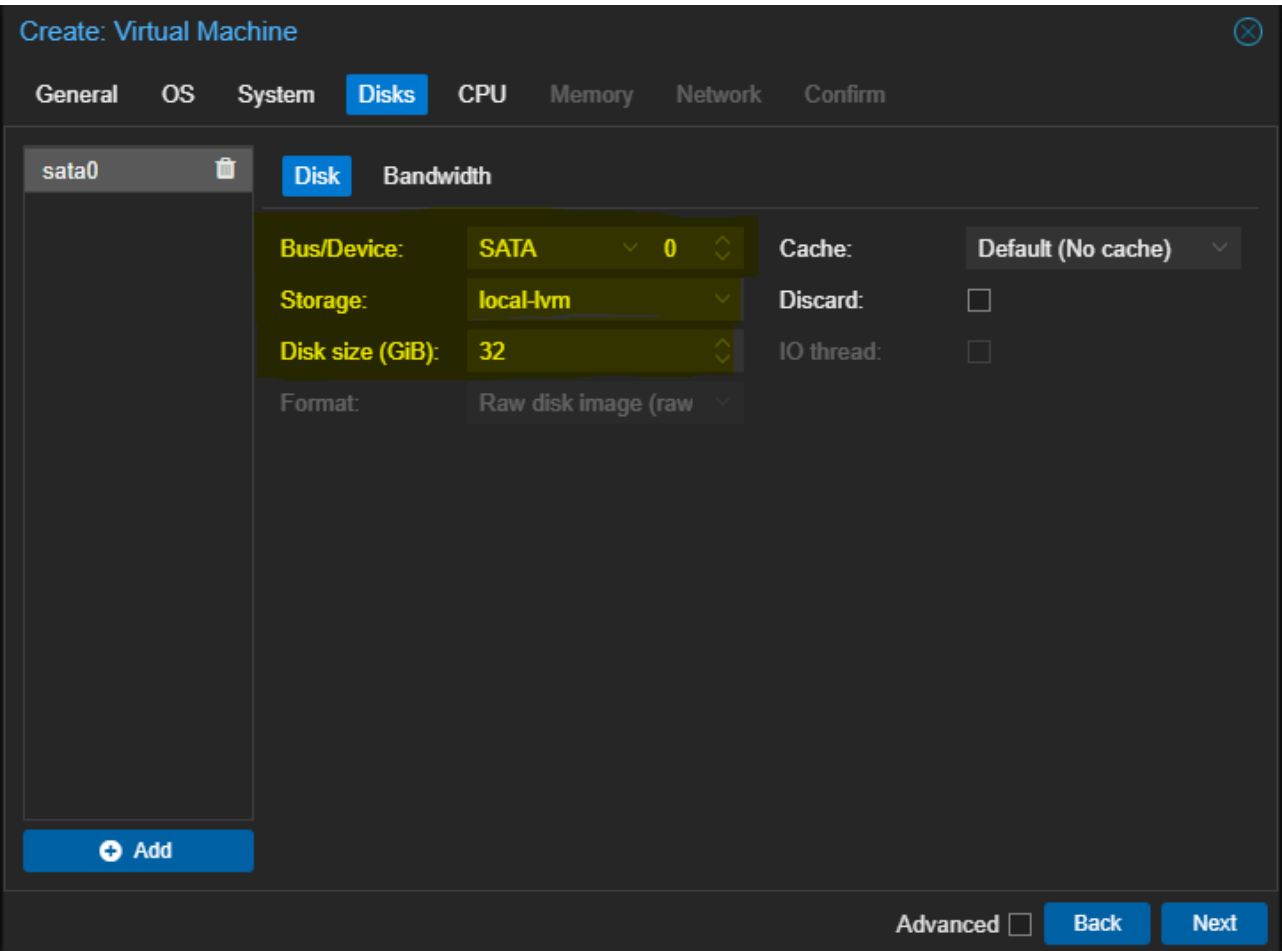 Create: Virtual Machine
General OS System Disks CPU Memory Network Confirm
sata0
Disk Bandwidth
Bus/Device: SATA 0 Cache: Default (No cache)
Storage: local-lvm Discard:
Disk size (GiB): 32 IO thread:
Format: Raw disk image (raw
Add
Advanced Back Next